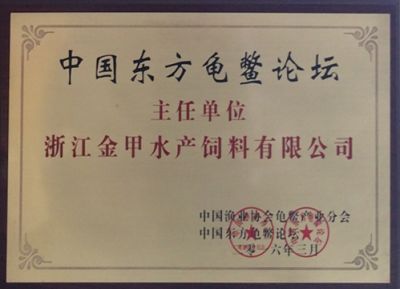 中国东方龟鳖论坛
主任单位
浙江金甲水产饲料有限公司
中国渔业协会龟鳖产业分会
中国东方龟鳖论坛
零一六年三月